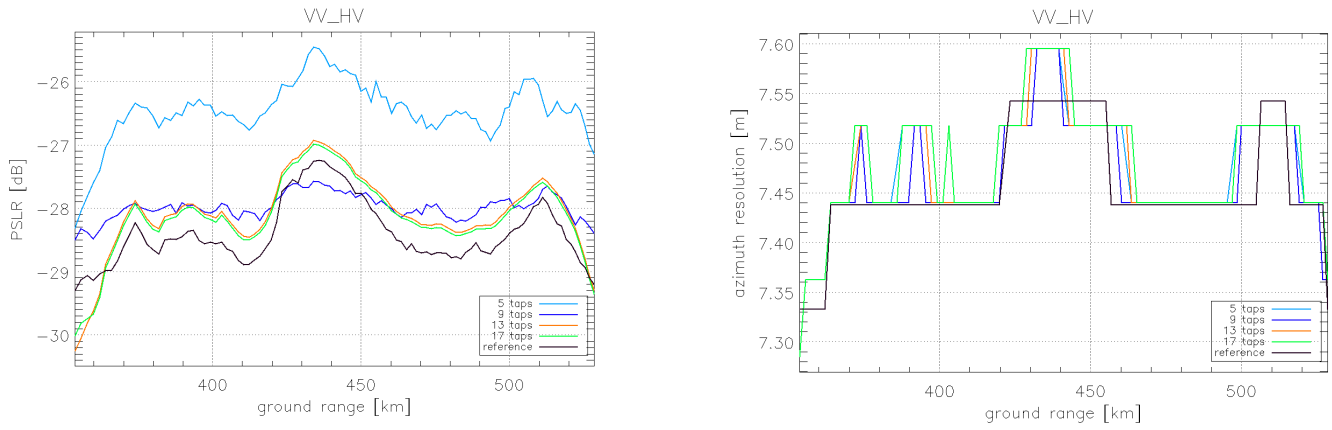 VV_HV
PSLR [dB]
−26
−27
−28
−29
−30
400
450
500
ground range [km]
5 taps
9 taps
13 taps
17 taps
reference
VV_HV
azimuth resolution [m]
7.60
7.55
7.50
7.45
7.40
7.35
7.30
400
450
500
ground range [km]
5 taps
9 taps
13 taps
17 taps
reference